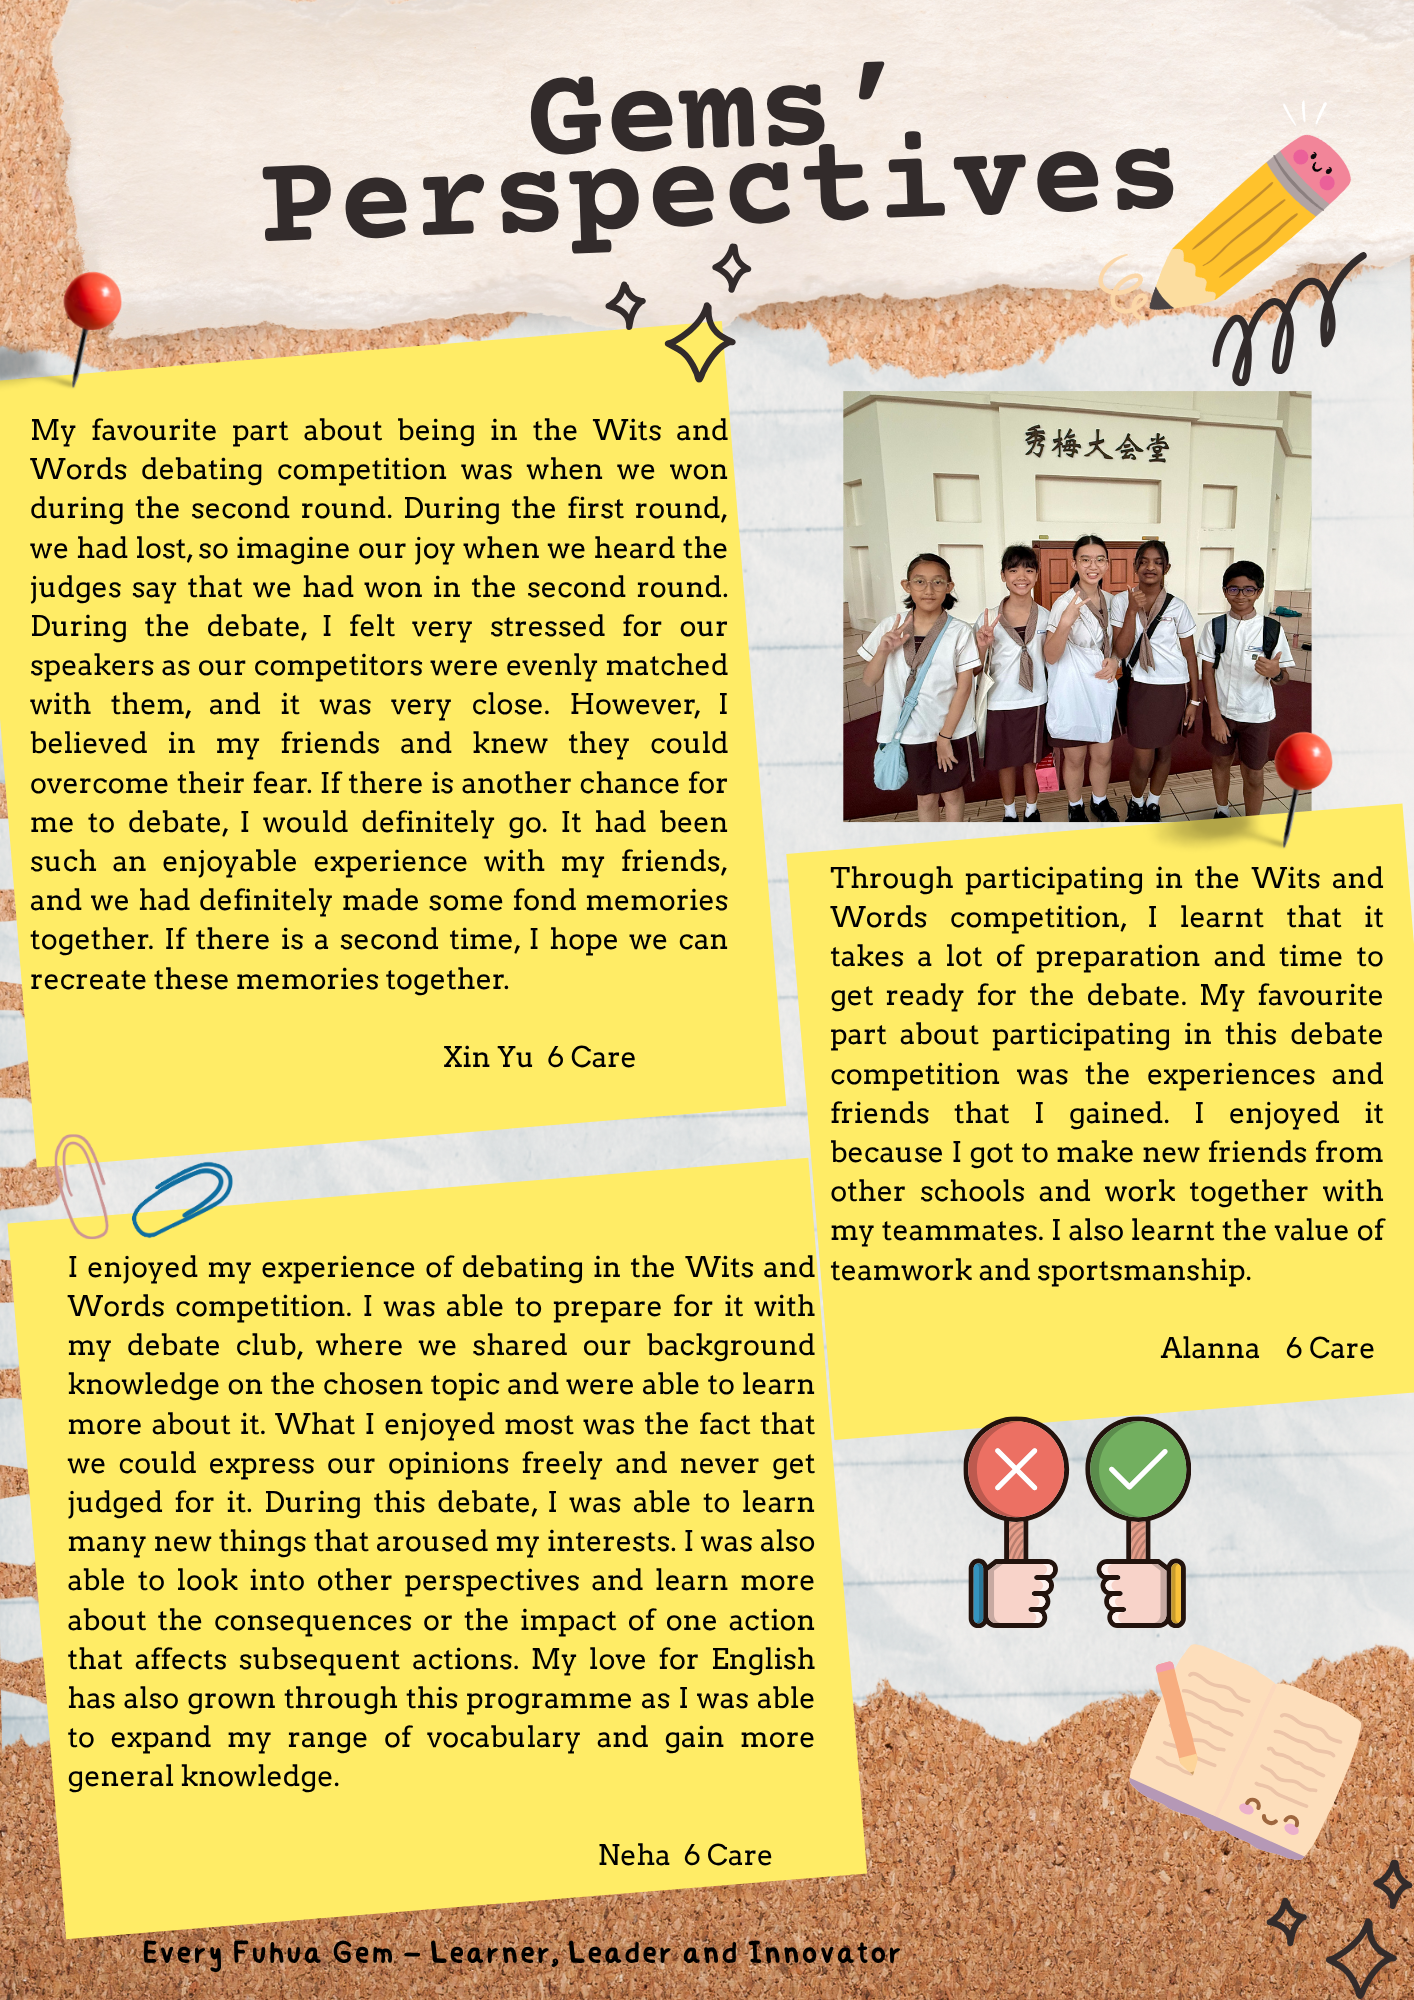 Gems'
Perspectives
My favourite part about being in the Wits and
Words debating competition was when we won
during the second round. During the first round,
we had lost, so imagine our joy when we heard the
judges say that we had won in the second round.
During the debate, I felt very stressed for our
speakers as our competitors were evenly matched
with them, and it was very close. However, I
believed in my friends and knew they could
overcome their fear. If there is another chance for
me to debate, I would definitely go. It had been
such an enjoyable experience with my friends,
and we had definitely made some fond memories
together. If there is a second time, I hope we can
recreate these memories together.
Xin Yu 6 Care
秀梅大会堂
Through participating in the Wits and
Words competition, I learnt that it
takes a lot of preparation and time to
get ready for the debate. My favourite
part about participating in this debate
competition was the experiences and
friends that I gained. I enjoyed it
because I got to make new friends from
other schools and work together with
my teammates. I also learnt the value of
teamwork and sportsmanship.
Alanna 6 Care
I enjoyed my experience of debating in the Wits and
Words competition. I was able to prepare for it with
my debate club, where we shared our background
knowledge on the chosen topic and were able to learn
more about it. What I enjoyed most was the fact that
we could express our opinions freely and never get
judged for it. During this debate, I was able to learn
many new things that aroused my interests. I was also
able to look into other perspectives and learn more
about the consequences or the impact of one action
that affects subsequent actions. My love for English
has also grown through this programme as I was able
to expand my range of vocabulary and gain more
general knowledge.
Neha 6 Care
Every Fuhua Gem – Learner, Leader and Innovator